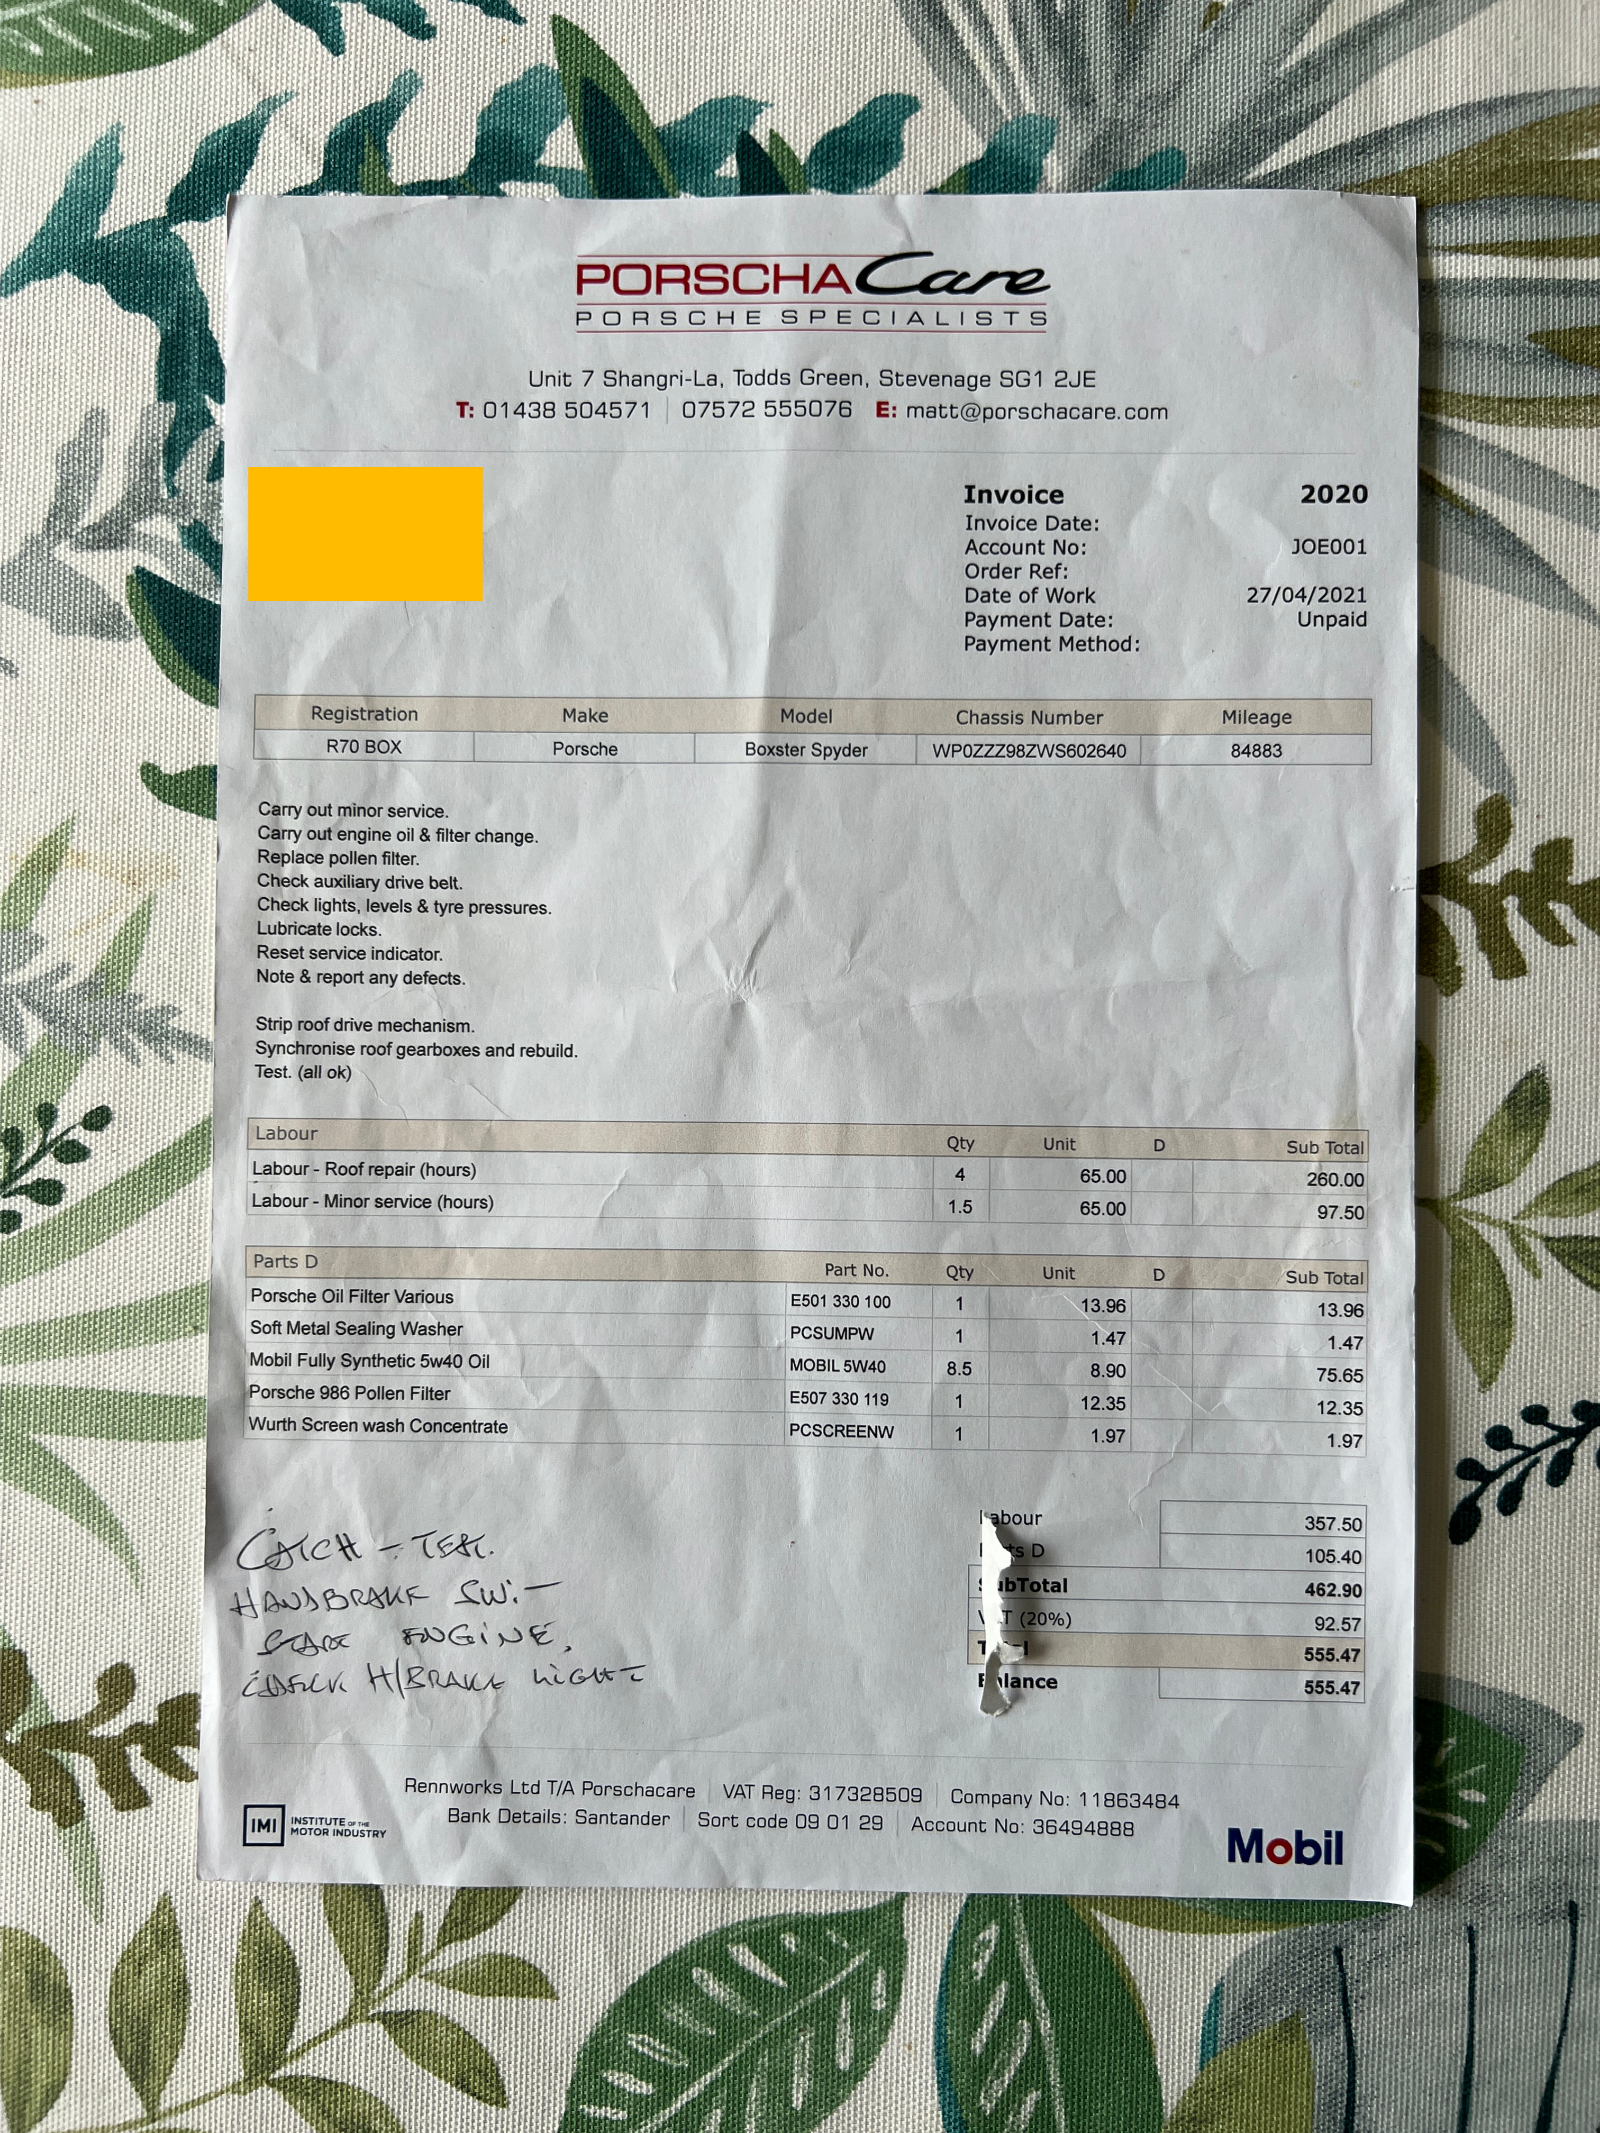 PORSCHACare
PORSCHE SPECIALISTS
Unit 7 Shangri-La, Todds Green, Stevenage SG1 2JE
T: 01438 504571 | 07572 555076 E: matt@porschacare.com
Invoice 2020
Invoice Date:
Account No: JOE001
Order Ref:
Date of Work 27/04/2021
Payment Date: Unpaid
Payment Method:
Registration Make Model Chassis Number Mileage
R70 BOX Porsche Boxster Spyder WP0ZZZ98ZWS602640 84883
Carry out minor service.
Carry out engine oil & filter change.
Replace pollen filter.
Check auxiliary drive belt.
Check lights, levels & tyre pressures.
Lubricate locks.
Reset service indicator.
Note & report any defects.
Strip roof drive mechanism.
Synchronise roof gearboxes and rebuild.
Test. (all ok)
Labour Qty Unit D Sub Total
Labour - Roof repair (hours) 4 65.00 260.00
Labour - Minor service (hours) 1.5 65.00 97.50
Parts D Part No. Qty Unit D Sub Total
Porsche Oil Filter Various E501 330 100 1 13.96 13.96
Soft Metal Sealing Washer PCSUMPW 1 1.47 1.47
Mobil Fully Synthetic 5w40 Oil MOBIL 5W40 8.5 8.90 75.65
Porsche 986 Pollen Filter E507 330 119 1 12.35 12.35
Wurth Screen wash Concentrate PCSCREENW 1 1.97 1.97
Labour 357.50
D 105.40
SubTotal 462.90
(20%) 92.57
555.47
Balance 555.47
CATCH - TEST.
HANDBRAKE SW. -
ENGINE.
CHECK H/BRAKE LIGHT
Rennworks Ltd T/A Porschacare | VAT Reg: 317328509 | Company No: 11863484
Bank Details: Santander | Sort code 09 01 29 | Account No: 36494888
IMI INSTITUTE OF THE
MOTOR INDUSTRY
Mobil